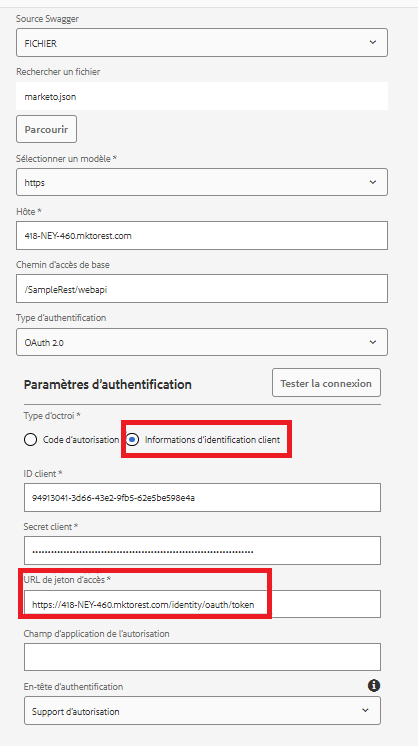 Source Swagger
FICHIER
Rechercher un fichier
marketo.json
Parcourir
Sélectionner un modèle *
https
Hôte *
418-NEY-460.mktorest.com
Chemin d'accès de base
/SampleRest/webapi
Type d'authentification
OAuth 2.0
Paramètres d'authentification
Tester la connexion
Type d'octroi *
Code d'autorisation
Informations d'identification client
ID client *
94913041-3d66-43e2-9fb5-62e5be598e4a
Secret client *
URL de jeton d'accès *
https://418-NEY-460.mktorest.com/identity/oauth/token
Champ d'application de l'autorisation
En-tête d'authentification
Support d'autorisation